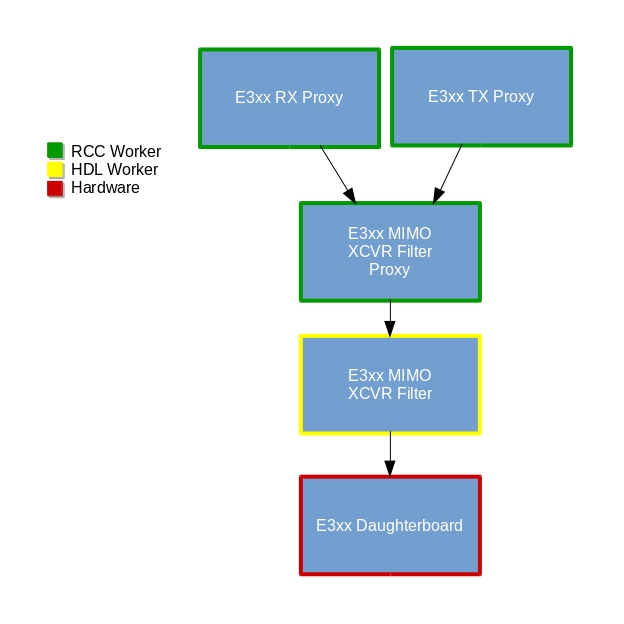 E3xx RX Proxy
E3xx TX Proxy
RCC Worker
HDL Worker
Hardware
E3xx MIMO
XCVR Filter
Proxy
E3xx MIMO
XCVR Filter
E3xx Daughterboard